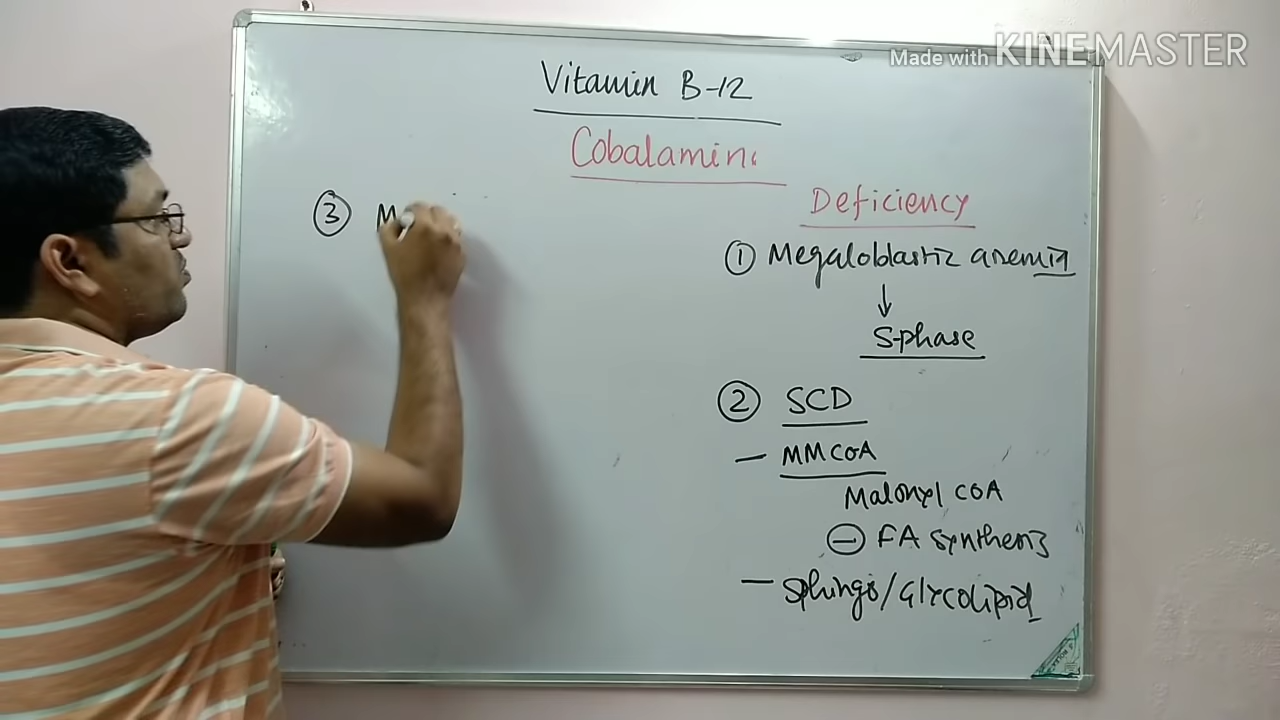 Made with KINEMASTER
Vitamin B-12
Cobalamin
Deficiency
① Megaloblastic anemia
↓
S-phase
② SCD
— MMCoA
Malonyl CoA
⊖ FA synthesis
— Sphingo/Glycolipid
③ M